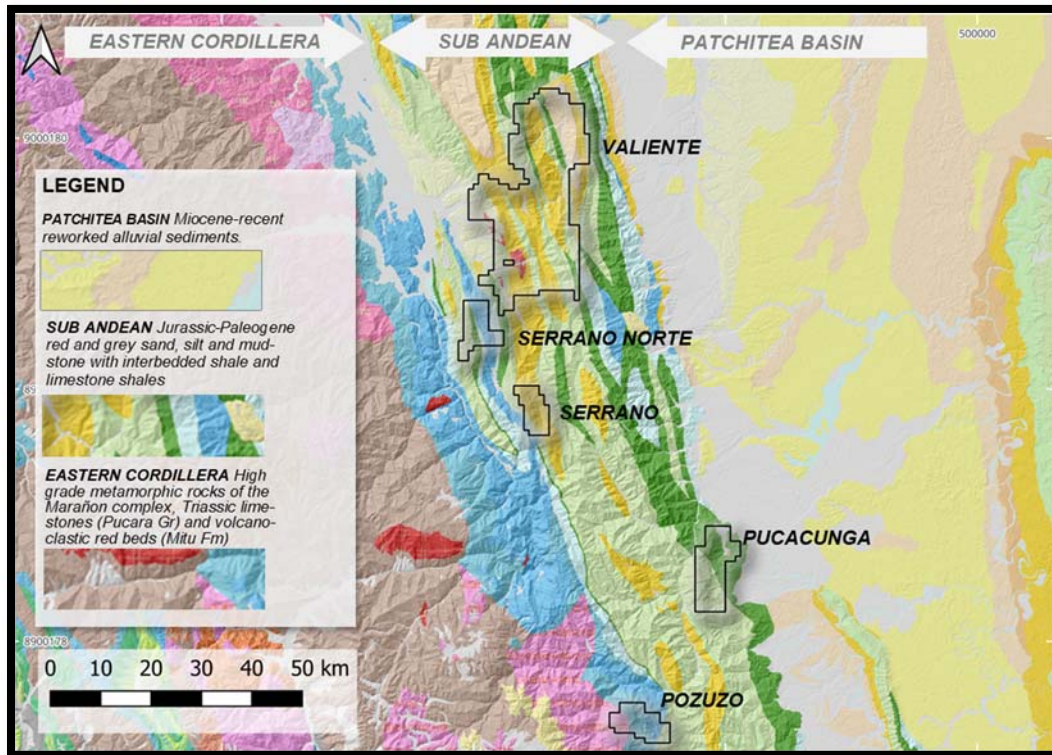 EASTERN CORDILLERA
SUB ANDEAN
PATCHITEA BASIN
500000
9000180
VALIENTE
LEGEND
PATCHITEA BASIN Miocene-recent
reworked alluvial sediments.
SUB ANDEAN Jurassic-Paleogene
red and grey sand, silt and mud-
stone with interbedded shale and
limestone shales
EASTERN CORDILLERA High
grade metamorphic rocks of the
Marañon complex, Triassic lime-
stones (Pucara Gr) and volcano-
clastic red beds (Mitu Fm)
SERRANO NORTE
SERRANO
PUCACUNGA
8900178
0 10 20 30 40 50 km
POZUZO